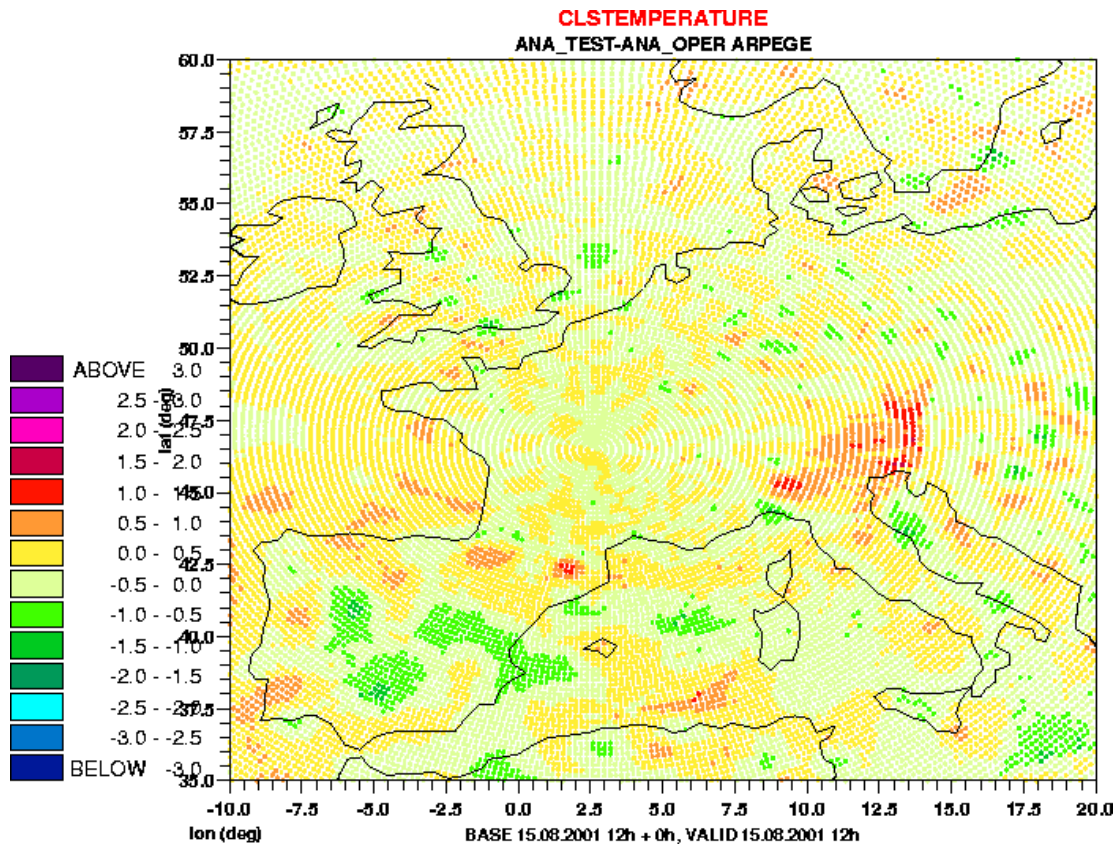 CLSTEMPERATURE
ANA_TEST-ANA_OPER ARPEGE
60.0
57.5
55.0
52.5
50.0
47.5
45.0
42.5
40.0
37.5
35.0
lat (deg)
ABOVE 3.0
2.5 - 3.0
2.0 - 2.5
1.5 - 2.0
1.0 - 1.5
0.5 - 1.0
0.0 - 0.5
-0.5 - 0.0
-1.0 - -0.5
-1.5 - -1.0
-2.0 - -1.5
-2.5 - -2.0
-3.0 - -2.5
BELOW -3.0
-10.0 -7.5 -5.0 -2.5 0.0 2.5 5.0 7.5 10.0 12.5 15.0 17.5 20.0
lon (deg)
BASE 15.08.2001 12h + 0h, VALID 15.08.2001 12h